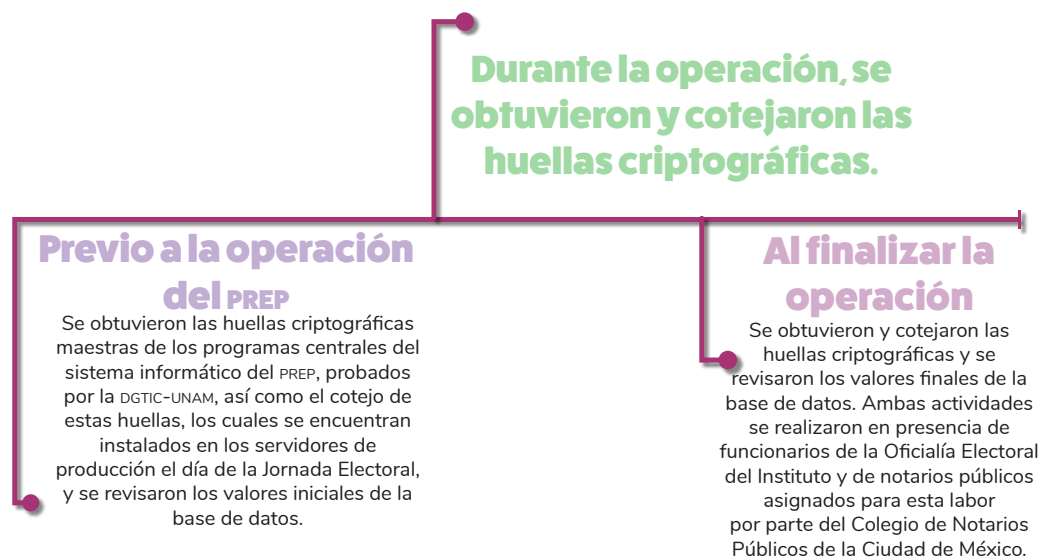 Durante la operación, se
obtuvieron y cotejaron las
huellas criptográficas.
Previo a la operación
del PREP
Se obtuvieron las huellas criptográficas
maestras de los programas centrales del
sistema informático del PREP, probados
por la DGTIC-UNAM, así como el cotejo de
estas huellas, los cuales se encuentran
instalados en los servidores de
producción el día de la Jornada Electoral,
y se revisaron los valores iniciales de la
base de datos.
Al finalizar la
operación
Se obtuvieron y cotejaron las
huellas criptográficas y se
revisaron los valores finales de la
base de datos. Ambas actividades
se realizaron en presencia de
funcionarios de la Oficialía Electoral
del Instituto y de notarios públicos
asignados para esta labor
por parte del Colegio de Notarios
Públicos de la Ciudad de México.